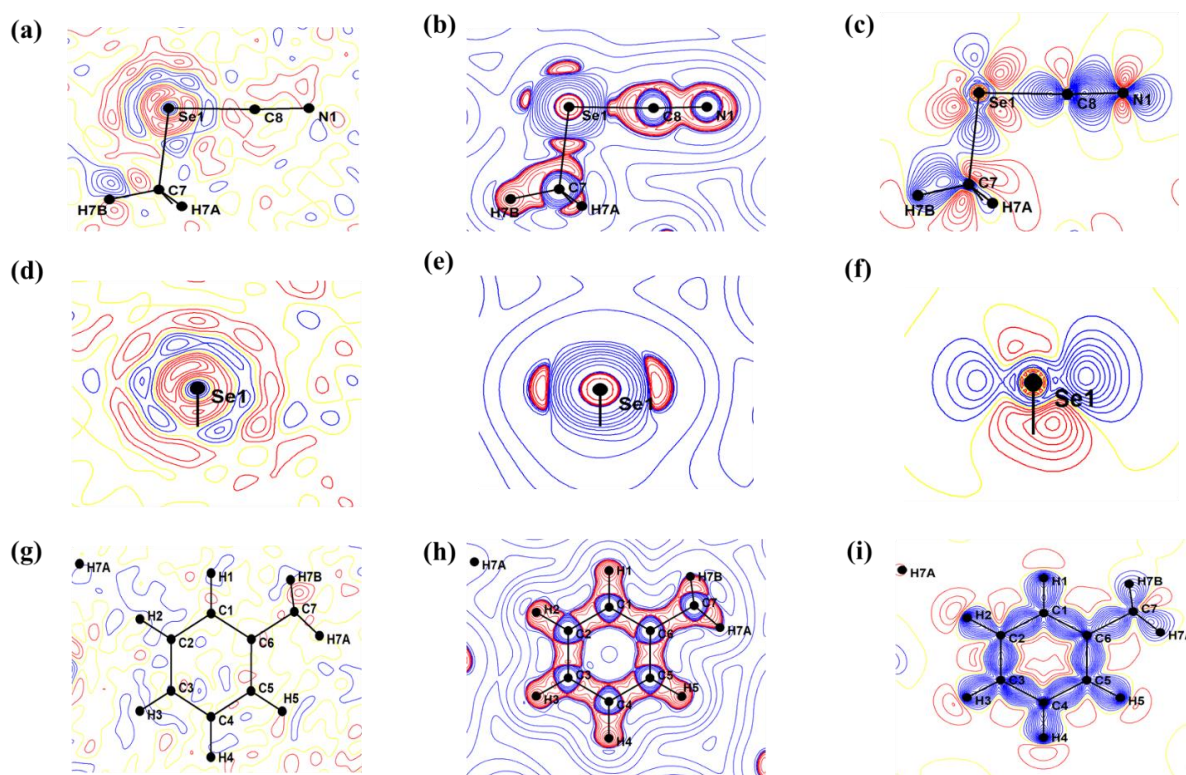 (a)
Se1
C8
N1
C7
H7B
H7A
(b)
Se1
C8
N1
C7
H7B
H7A
(c)
Se1
C8
N1
C7
H7B
H7A
(d)
Se1
(e)
Se1
(f)
Se1
(g)
H7A
H1
H7B
C1
C7
H2
H7A
C2
C6
C3
C5
H3
H5
C4
H4
(h)
H7A
H1
H7B
C1
C7
H2
H7A
C2
C6
C3
C5
H3
H5
C4
H4
(i)
H7A
H1
H7B
C1
C7
H2
H7A
C2
C6
C3
C5
H3
H5
C4
H4